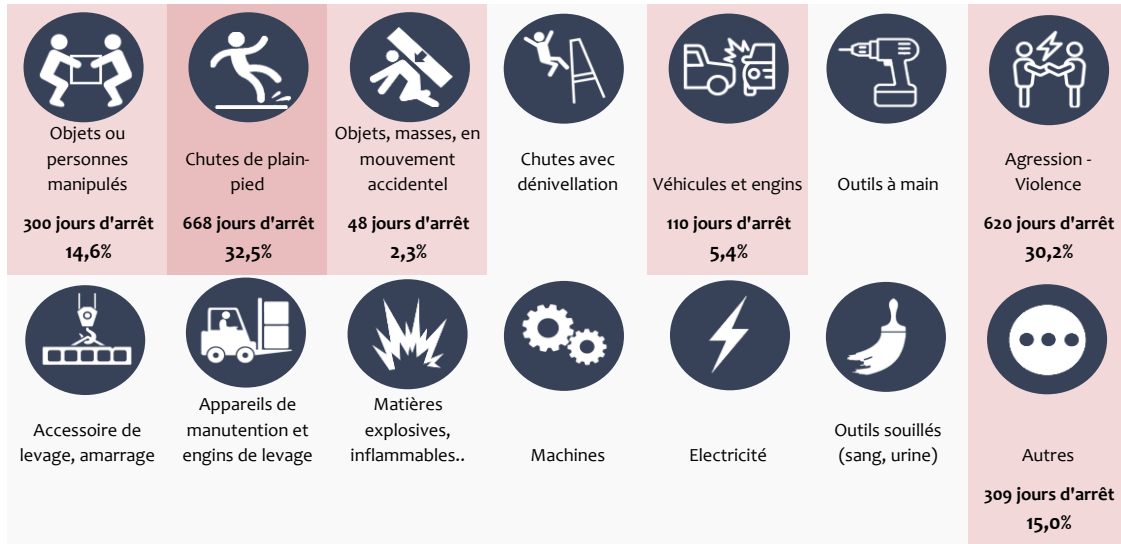 Objets ou
personnes
manipulés
300 jours d'arrêt
14,6%
Chutes de plain-
pied
668 jours d'arrêt
32,5%
Objets, masses, en
mouvement
accidentel
48 jours d'arrêt
2,3%
Chutes avec
dénivellation
Véhicules et engins
110 jours d'arrêt
5,4%
Outils à main
Agression -
Violence
620 jours d'arrêt
30,2%
Accessoire de
levage, amarrage
Appareils de
manutention et
engins de levage
Matières
explosives,
inflammables..
Machines
Electricité
Outils souillés
(sang, urine)
Autres
309 jours d'arrêt
15,0%